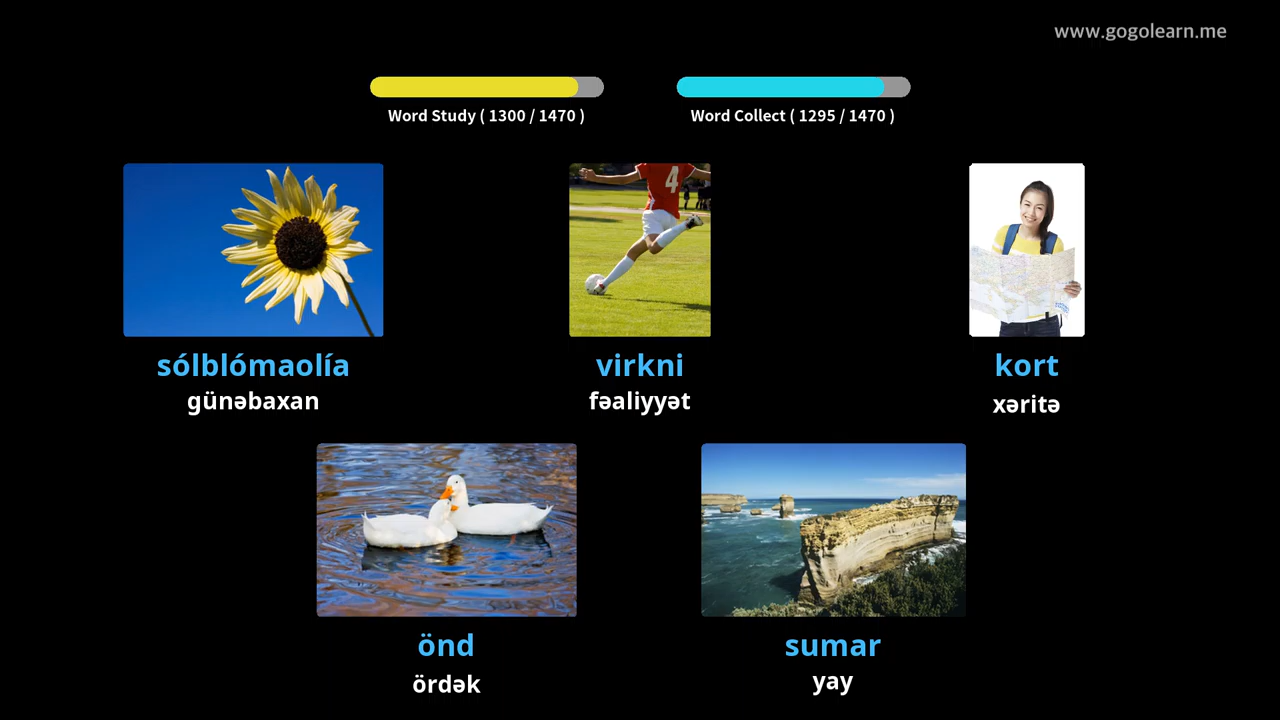 www.gogolearn.me
Word Study ( 1300 / 1470 )
Word Collect ( 1295 / 1470 )
4
sólblómaolía
günəbaxan
virkni
fəaliyyət
kort
xəritə
önd
ördək
sumar
yay